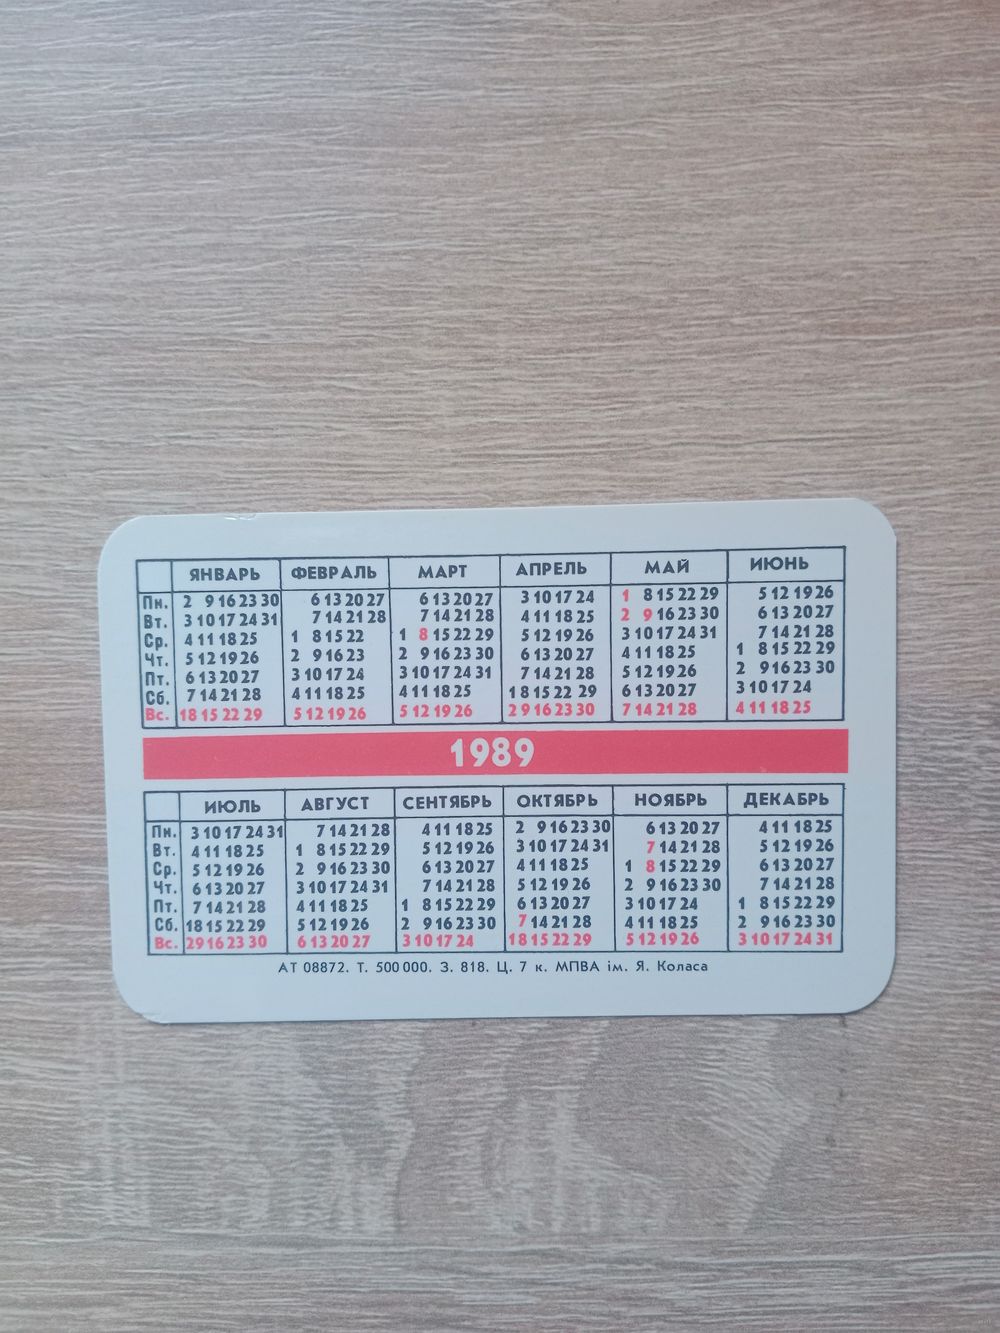 ЯНВАРЬ ФЕВРАЛЬ МАРТ АПРЕЛЬ МАЙ ИЮНЬ
Пн. 2 9 16 23 30 6 13 20 27 6 13 20 27 3 10 17 24 1 8 15 22 29 5 12 19 26
Вт. 3 10 17 24 31 7 14 21 28 7 14 21 28 4 11 18 25 2 9 16 23 30 6 13 20 27
Ср. 4 11 18 25 1 8 15 22 1 8 15 22 29 5 12 19 26 3 10 17 24 31 7 14 21 28
Чт. 5 12 19 26 2 9 16 23 2 9 16 23 30 6 13 20 27 4 11 18 25 1 8 15 22 29
Пт. 6 13 20 27 3 10 17 24 3 10 17 24 31 7 14 21 28 5 12 19 26 2 9 16 23 30
Сб. 7 14 21 28 4 11 18 25 4 11 18 25 1 8 15 22 29 6 13 20 27 3 10 17 24
Вс. 1 8 15 22 29 5 12 19 26 5 12 19 26 2 9 16 23 30 7 14 21 28 4 11 18 25
1989
ИЮЛЬ АВГУСТ СЕНТЯБРЬ ОКТЯБРЬ НОЯБРЬ ДЕКАБРЬ
Пн. 3 10 17 24 31 7 14 21 28 4 11 18 25 2 9 16 23 30 6 13 20 27 4 11 18 25
Вт. 4 11 18 25 1 8 15 22 29 5 12 19 26 3 10 17 24 31 7 14 21 28 5 12 19 26
Ср. 5 12 19 26 2 9 16 23 30 6 13 20 27 4 11 18 25 1 8 15 22 29 6 13 20 27
Чт. 6 13 20 27 3 10 17 24 31 7 14 21 28 5 12 19 26 2 9 16 23 30 7 14 21 28
Пт. 7 14 21 28 4 11 18 25 1 8 15 22 29 6 13 20 27 3 10 17 24 1 8 15 22 29
Сб. 1 8 15 22 29 5 12 19 26 2 9 16 23 30 7 14 21 28 4 11 18 25 2 9 16 23 30
Вс. 2 9 16 23 30 6 13 20 27 3 10 17 24 1 8 15 22 29 5 12 19 26 3 10 17 24 31
АТ 08872. Т. 500 000. З. 818. Ц. 7 к. МПВА ім. Я. Коласа